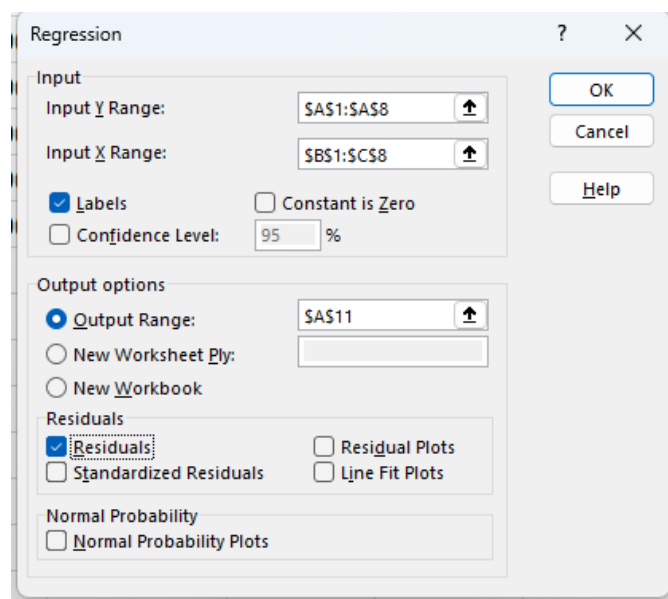 Regression
?
Input
Input Y Range:
$A$1:$A$8
Input X Range:
$B$1:$C$8
Labels
Constant is Zero
Confidence Level:
95
%
OK
Cancel
Help
Output options
Output Range:
$A$11
New Worksheet Ply:
New Workbook
Residuals
Residuals
Residual Plots
Standardized Residuals
Line Fit Plots
Normal Probability
Normal Probability Plots